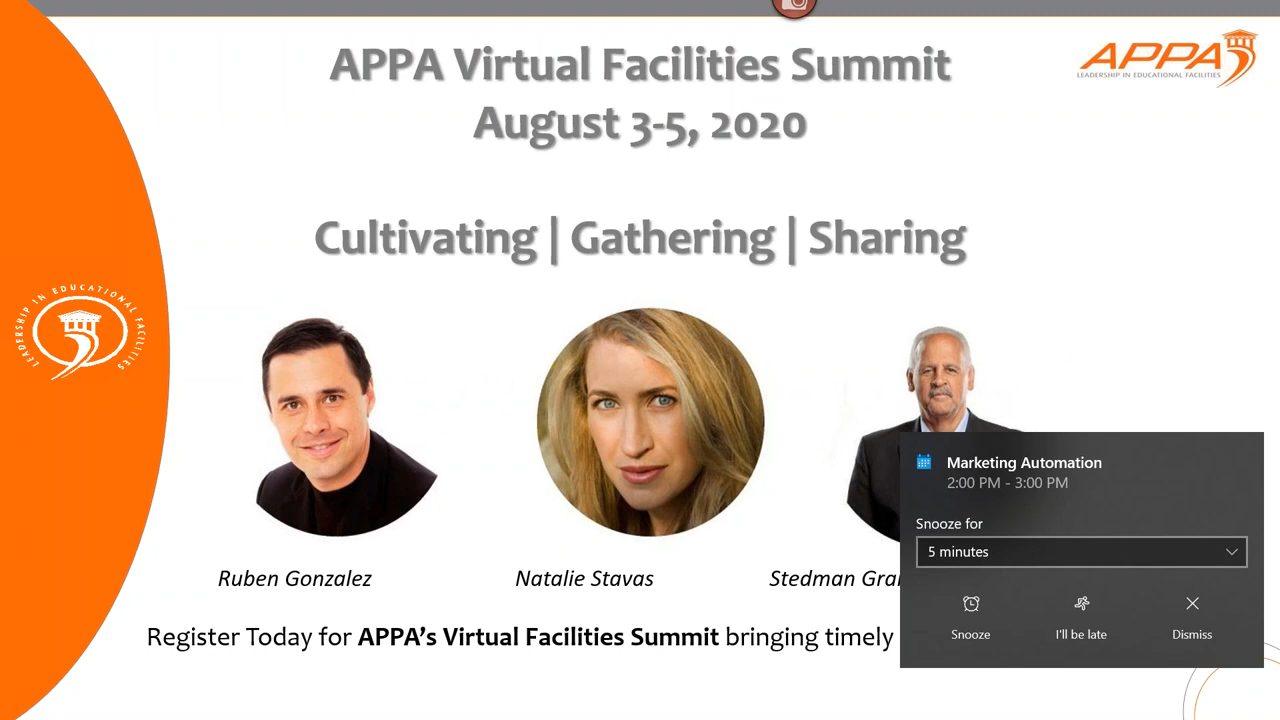 APPA Virtual Facilities Summit
August 3-5, 2020
APPA
LEADERSHIP IN EDUCATIONAL FACILITIES
Cultivating | Gathering | Sharing
LEADERSHIP IN EDUCATIONAL FACILITIES
Ruben Gonzalez
Natalie Stavas
Stedman
Register Today for APPA’s Virtual Facilities Summit bringing timely
Marketing Automation
2:00 PM - 3:00 PM
Snooze for
5 minutes
Snooze
I'll be late
Dismiss